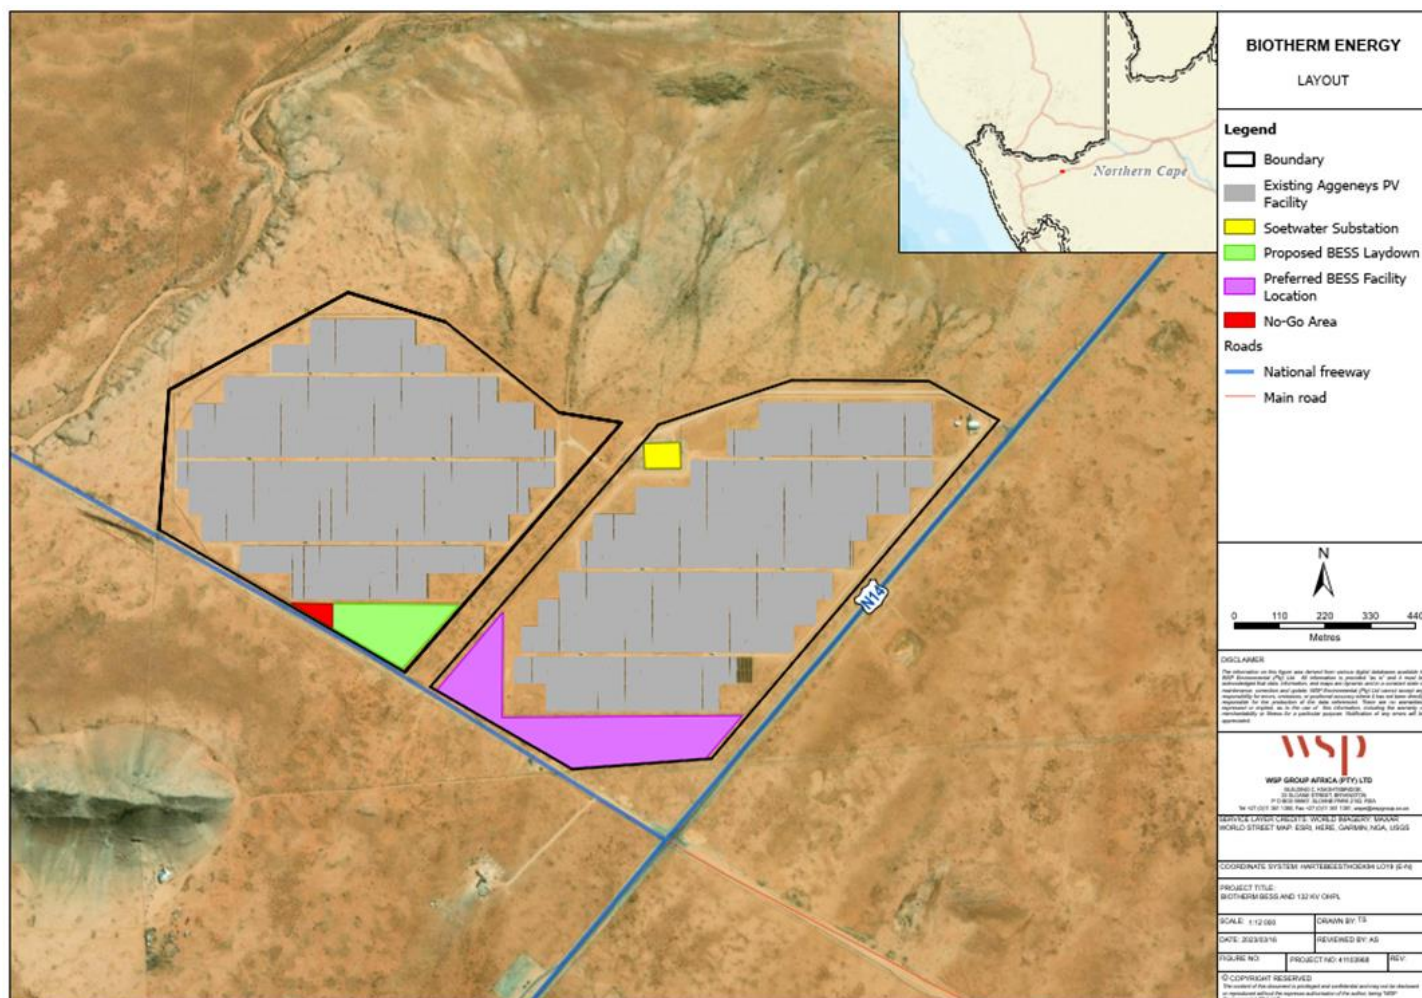 BIOTHERM ENERGY
LAYOUT
Legend
Boundary
Existing Aggeneys PV
Facility
Soetwater Substation
Proposed BESS Laydown
Preferred BESS Facility
Location
No-Go Area
Roads
National freeway
Main road
Northern Cape
N14
N
0 110 220 330 440
Metres
DISCLAIMER:
wsp
WSP GROUP AFRICA (PTY) LTD
SERVICE LAYER CREDITS: WORLD IMAGERY: MAXAR
WORLD STREET MAP: ESRI, HERE, GARMIN, NGA, USGS
COORDINATE SYSTEM: HARTEBEESTHOEK94 LO19 (E-N)
PROJECT TITLE:
BIOTHERM BESS AND 132 KV OHPL
SCALE: 1:12 000 DRAWN BY: TS
DATE: 2023/03/16 REVIEWED BY: AS
FIGURE NO: PROJECT NO: 41103968 REV:
© COPYRIGHT RESERVED